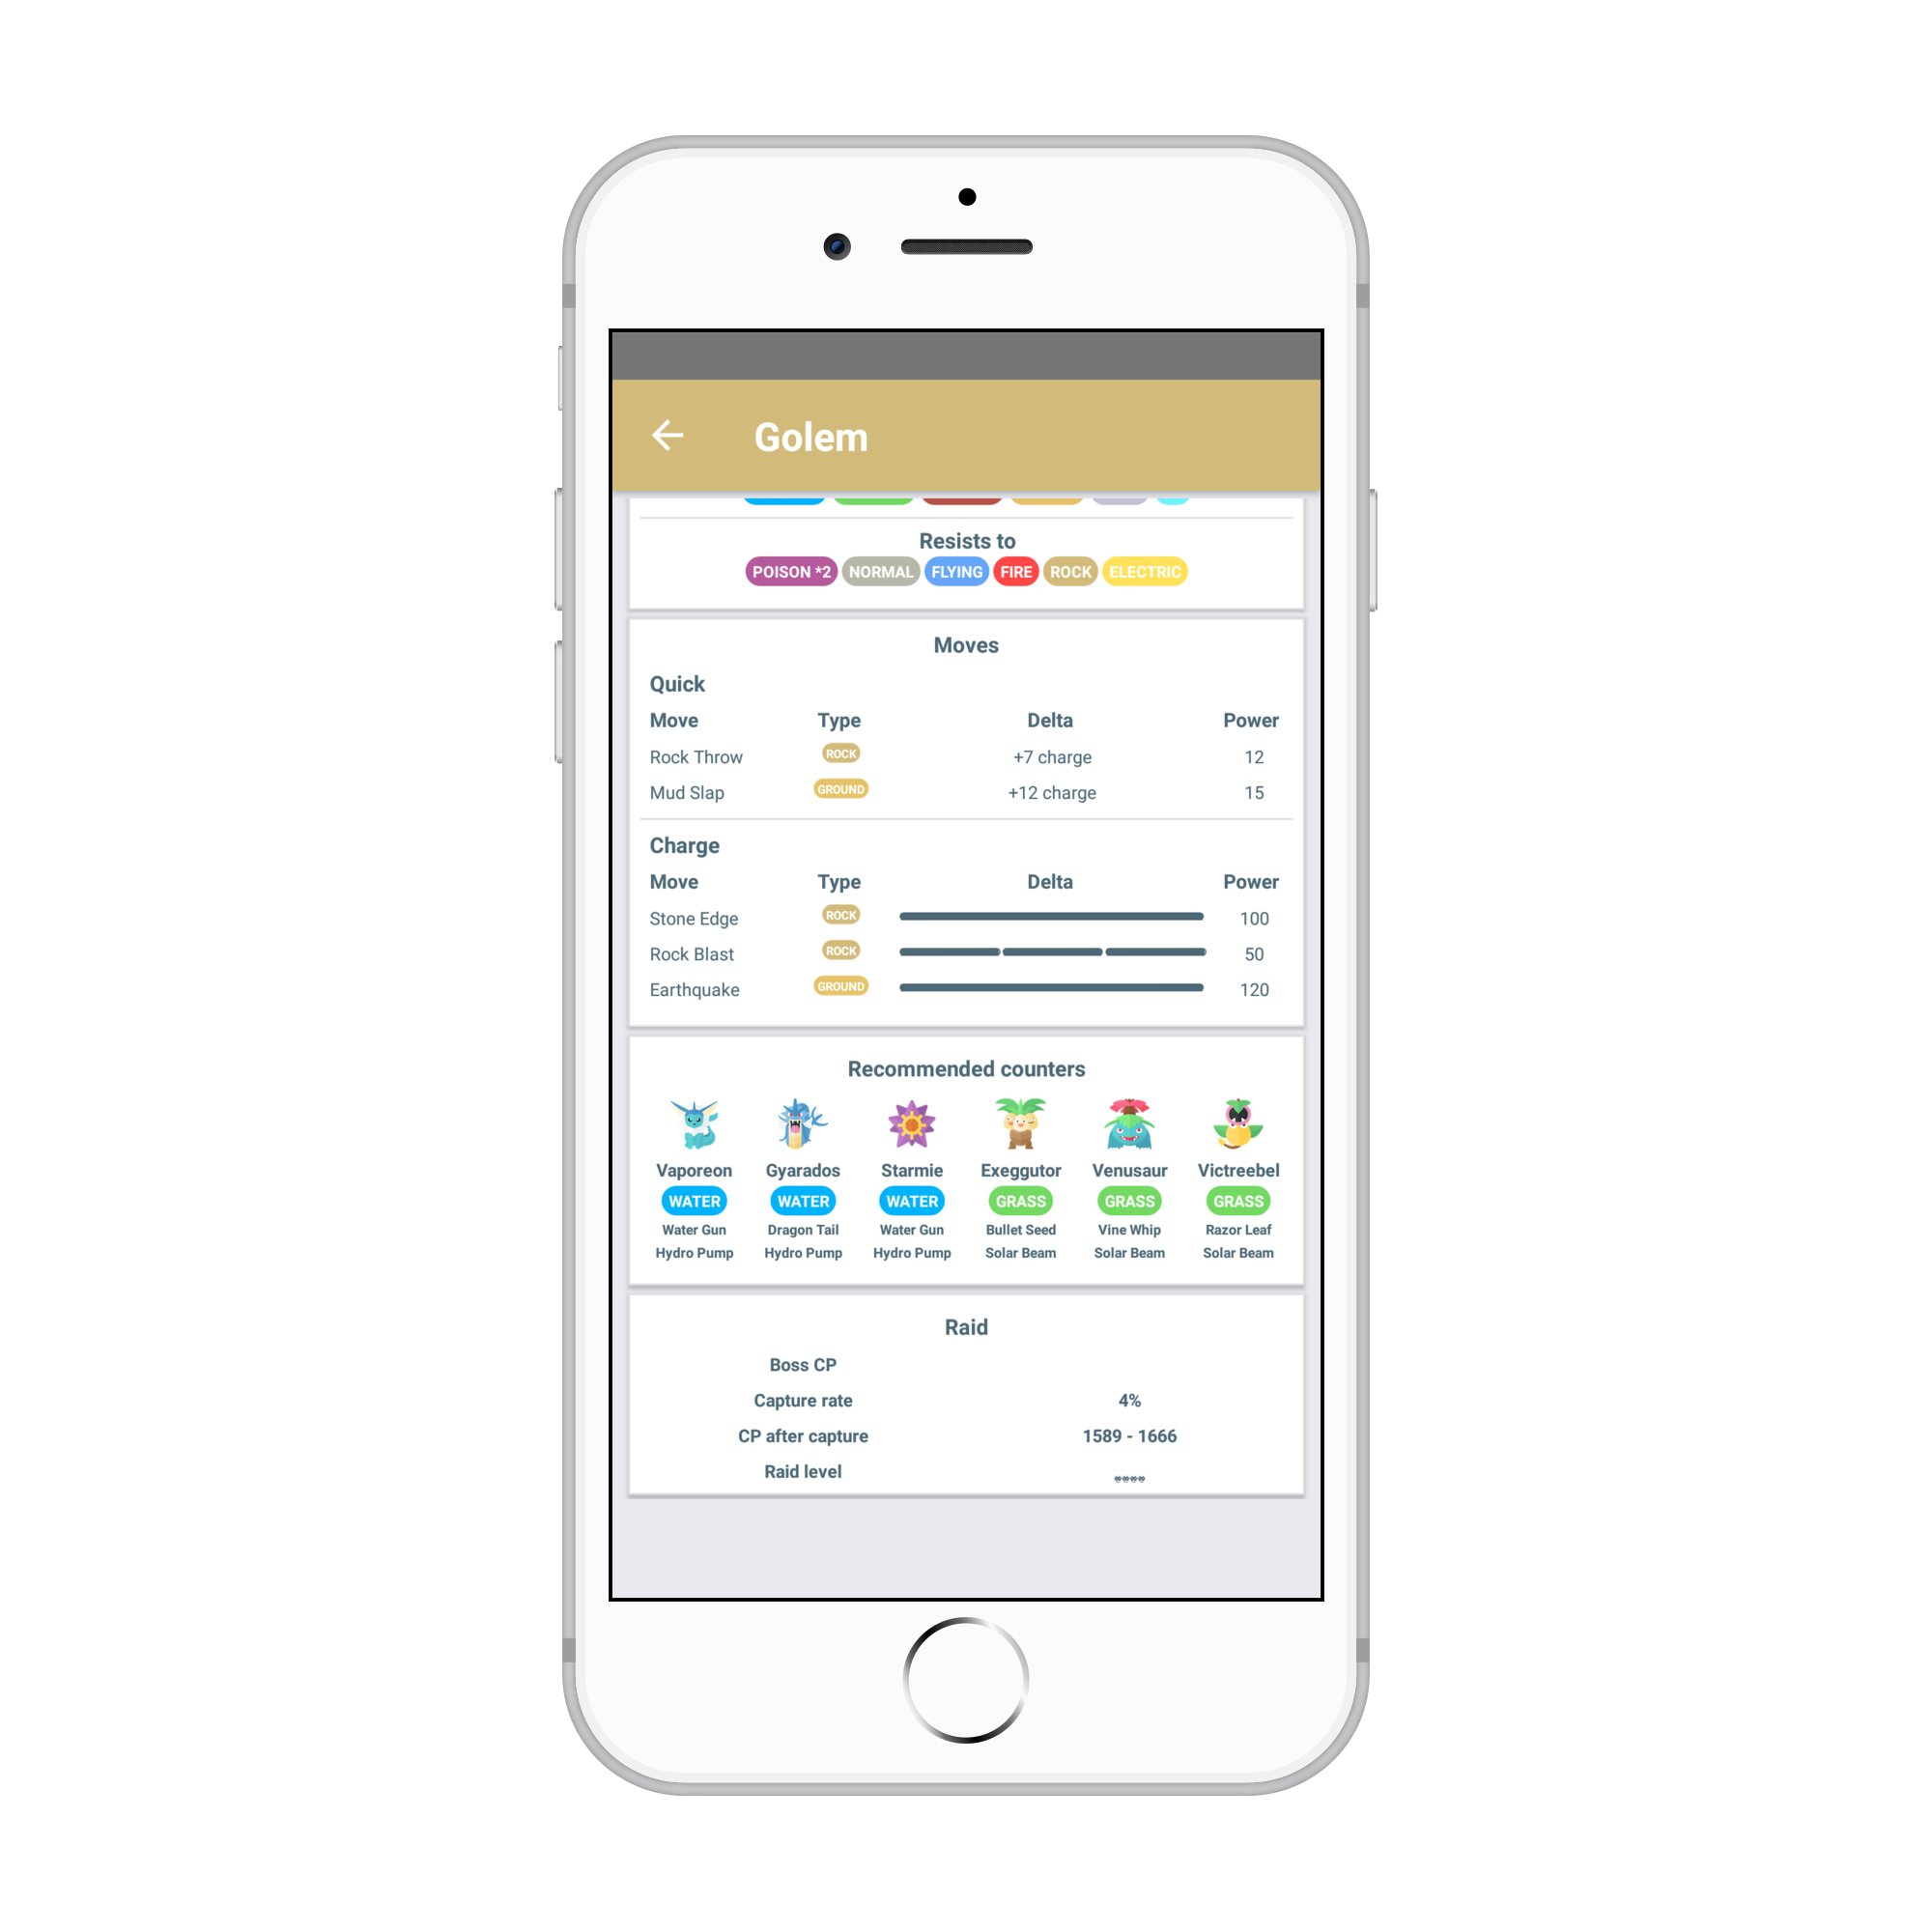 Golem
Resists to
POISON *2 NORMAL FLYING FIRE ROCK ELECTRIC
Moves
Quick
Move Type Delta Power
Rock Throw ROCK +7 charge 12
Mud Slap GROUND +12 charge 15
Charge
Move Type Delta Power
Stone Edge ROCK 100
Rock Blast ROCK 50
Earthquake GROUND 120
Recommended counters
Vaporeon Gyarados Starmie Exeggutor Venusaur Victreebel
WATER WATER WATER GRASS GRASS GRASS
Water Gun Dragon Tail Water Gun Bullet Seed Vine Whip Razor Leaf
Hydro Pump Hydro Pump Hydro Pump Solar Beam Solar Beam Solar Beam
Raid
Boss CP
Capture rate 4%
CP after capture 1589 - 1666
Raid level